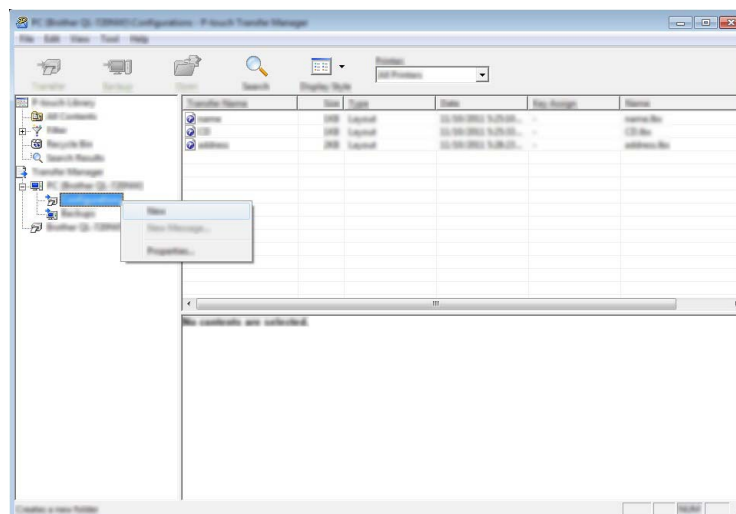 PC (Brother QL-720NW) Configurations - P-touch Transfer Manager
File Edit View Tool Help
Transfer Backup Open Search Display Style
Printer:
All Printers
P-touch Library
All Contents
Filter
Recycle Bin
Search Results
Transfer Manager
PC (Brother QL-720NW)
Configurations
Backups
Brother QL-720NW
Transfer Name Size Type Date Key Assign Name
name 1KB Layout - name.lbx
CD 1KB Layout - CD.lbx
address 2KB Layout - address.lbx
New
New Message...
Properties...
No contents are selected.
Creates a new folder
NUM